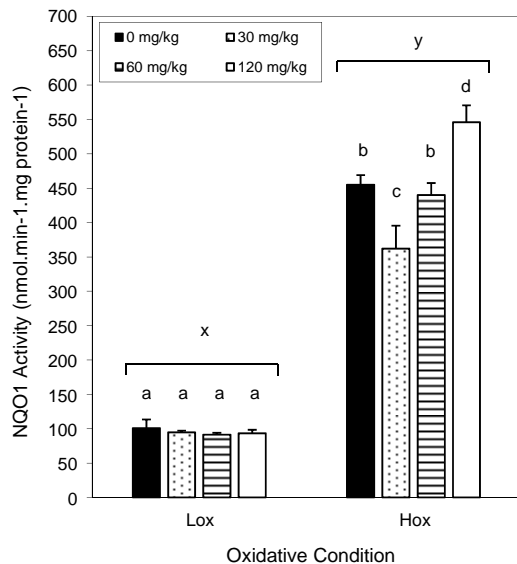 700
650
600
550
500
450
400
350
300
250
200
150
100
50
0
NQO1 Activity (nmol.min-1.mg protein-1)
0 mg/kg 30 mg/kg
60 mg/kg 120 mg/kg
y
d
b b
c
x
a a a a
Lox Hox
Oxidative Condition